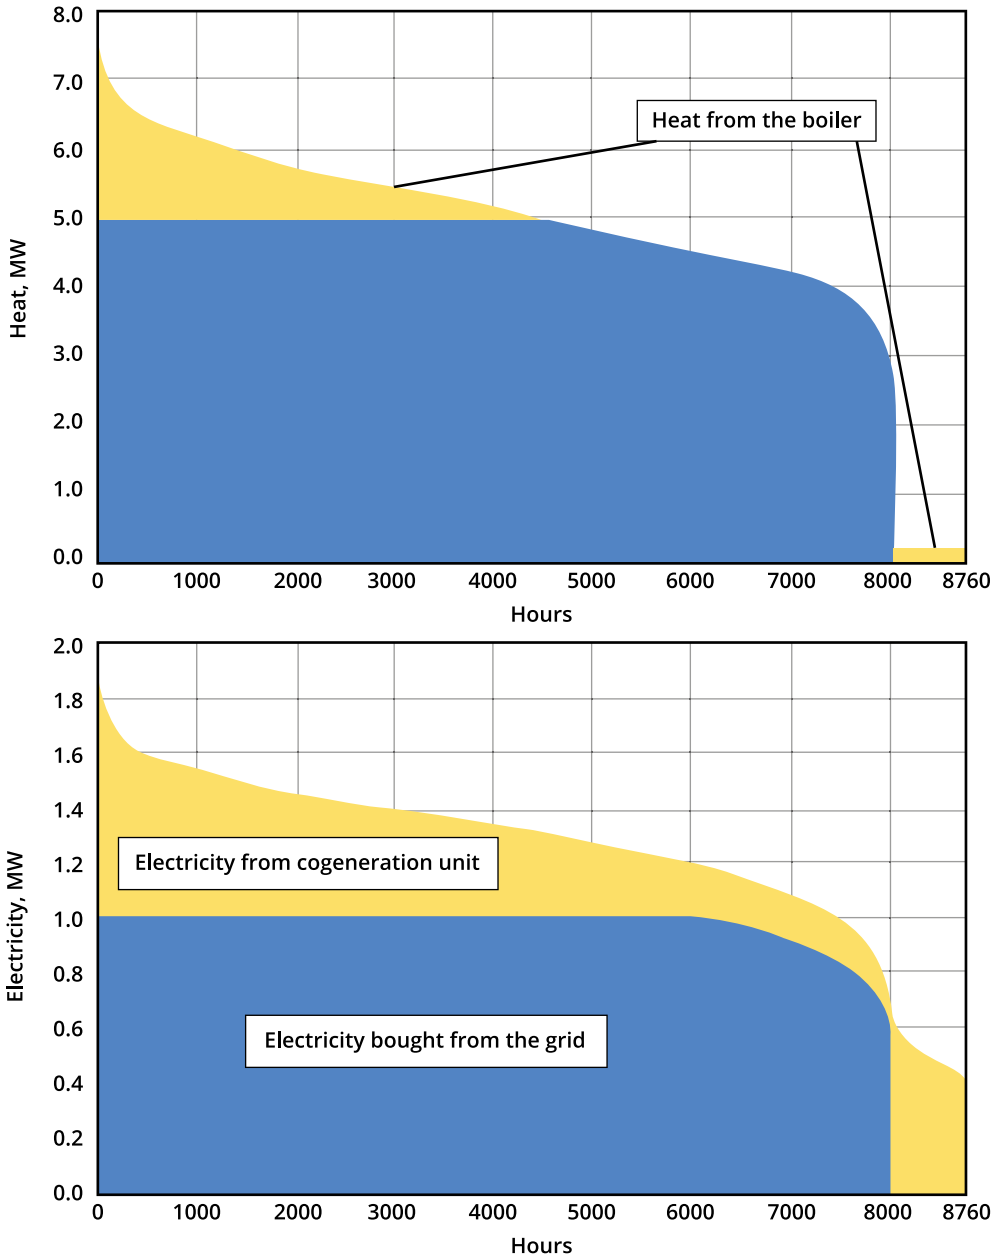 8.0
7.0
6.0
5.0
4.0
3.0
2.0
1.0
0.0
Heat, MW
Heat from the boiler
0 1000 2000 3000 4000 5000 6000 7000 8000 8760
Hours
2.0
1.8
1.6
1.4
1.2
1.0
0.8
0.6
0.4
0.2
0.0
Electricity, MW
Electricity from cogeneration unit
Electricity bought from the grid
0 1000 2000 3000 4000 5000 6000 7000 8000 8760
Hours